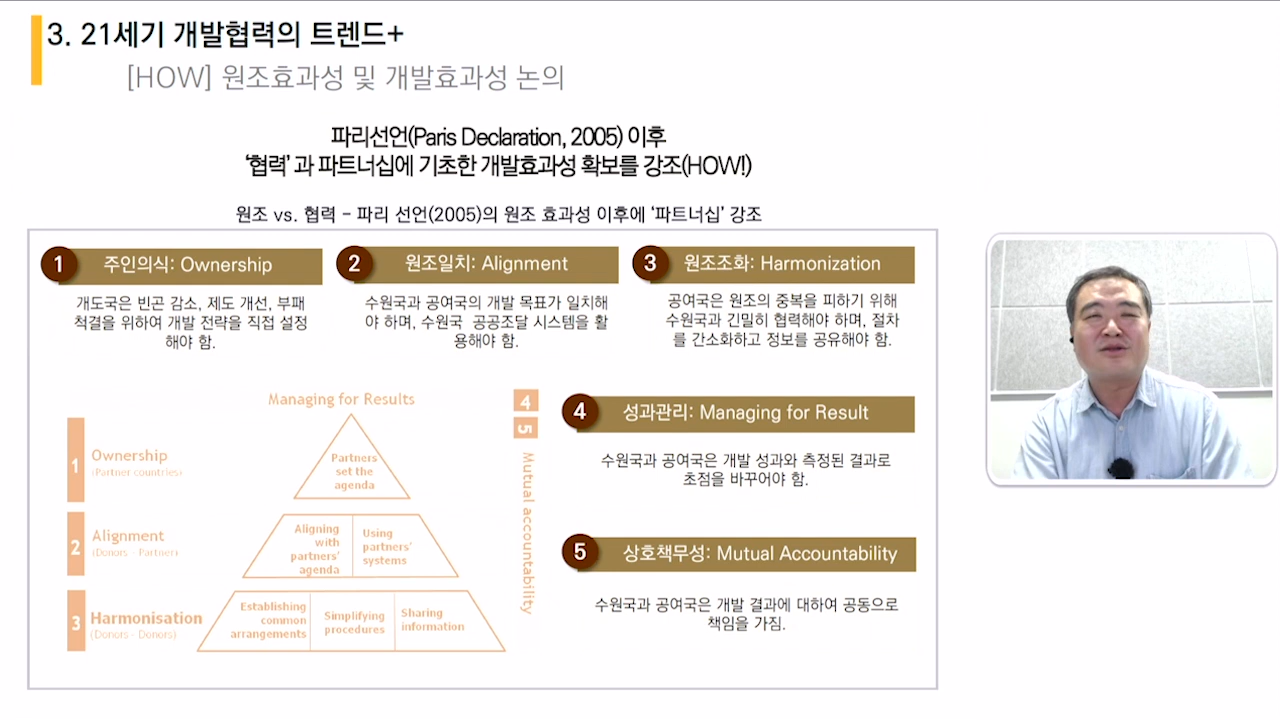 3. 21세기 개발협력의 트렌드+
[HOW] 원조효과성 및 개발효과성 논의
파리선언(Paris Declaration, 2005) 이후
‘협력’ 과 파트너십에 기초한 개발효과성 확보를 강조(HOW!)
원조 vs. 협력 – 파리 선언(2005)의 원조 효과성 이후에 ‘파트너십’ 강조
1 주인의식: Ownership
개도국은 빈곤 감소, 제도 개선, 부패
척결을 위하여 개발 전략을 직접 설정
해야 함.
2 원조일치: Alignment
수원국과 공여국의 개발 목표가 일치해
야 하며, 수원국 공공조달 시스템을 활
용해야 함.
3 원조조화: Harmonization
공여국은 원조의 중복을 피하기 위해
수원국과 긴밀히 협력해야 하며, 절차
를 간소화하고 정보를 공유해야 함.
Managing for Results
4
5
Mutual accountability
1 Ownership
(Partner countries)
Partners
set the
agenda
2 Alignment
(Donors - Partner)
Aligning
with
partners’
agenda
Using
partners’
systems
3 Harmonisation
(Donors - Donors)
Establishing
common
arrangements
Simplifying
procedures
Sharing
information
4 성과관리: Managing for Result
수원국과 공여국은 개발 성과와 측정된 결과로
초점을 바꾸어야 함.
5 상호책무성: Mutual Accountability
수원국과 공여국은 개발 결과에 대하여 공동으로
책임을 가짐.